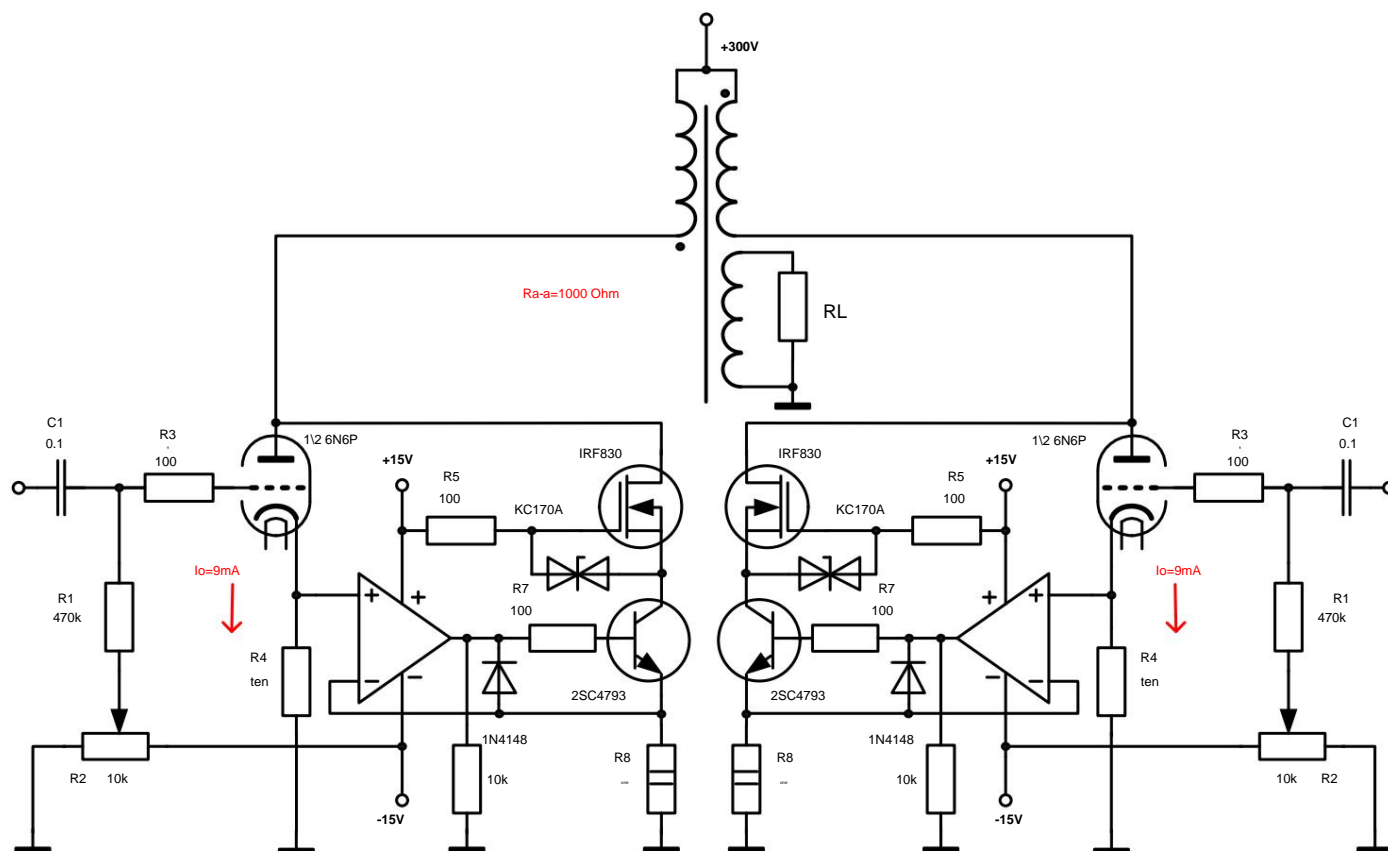 +300V
Ra-a=1000 Ohm
RL
C1
0.1
R3
100
1\2 6N6P
+15V
R5
100
IRF830
KC170A
IRF830
KC170A
+15V
R5
100
1\2 6N6P
R3
100
C1
0.1
Io=9mA
R1
470k
R4
ten
+
+
−
−
R7
100
2SC4793
R7
100
2SC4793
+
+
−
−
Io=9mA
R4
ten
R1
470k
R2
10k
-15V
1N4148
10k
R8
R8
1N4148
10k
-15V
10k
R2